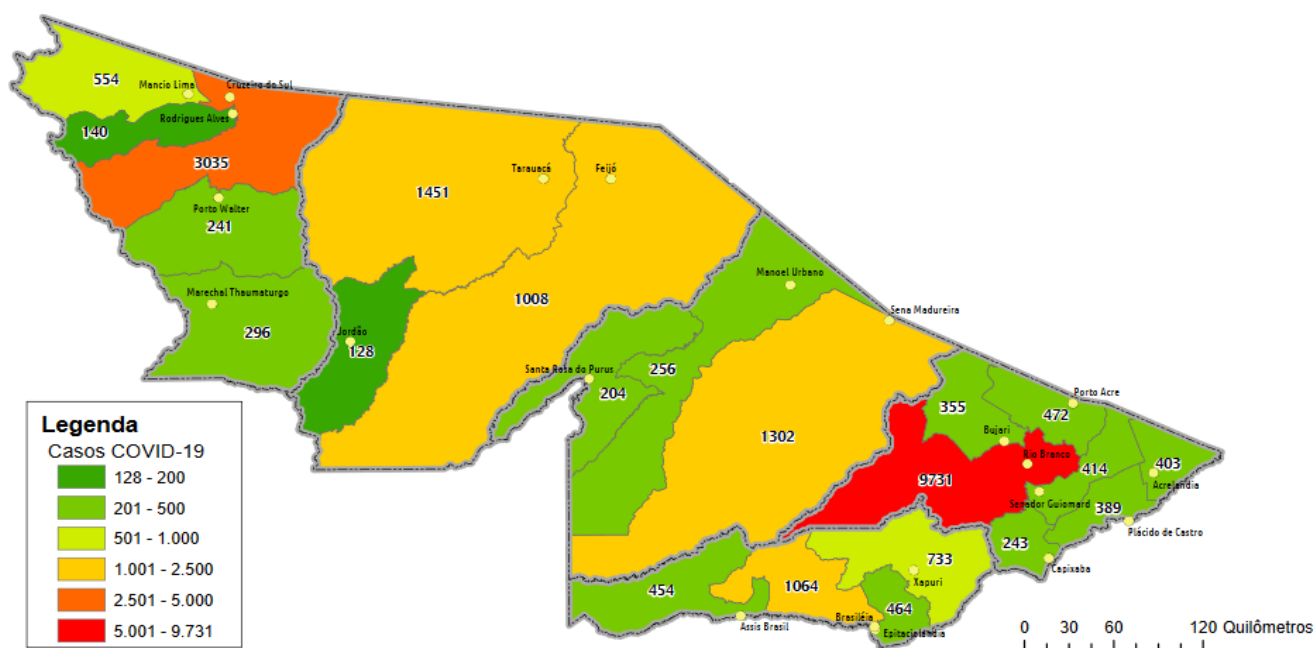 554
Mancio Lima
Cruzeiro do Sul
Rodrigues Alves
140
3035
Tarauacá
Feijó
1451
Porto Walter
241
Manoel Urbano
Marechal Thaumaturgo
1008
296
Sena Madureira
Jordão
128
Santa Rosa do Purus
256
204
Porto Acre
355
472
1302
Bujari
Rio Branco
9731
414
403
Acrelandia
Senador Guiomard
389
Plácido de Castro
243
Capixaba
733
Xapuri
454
1064
464
Brasiléia
Assis Brasil
Epitaciolândia
Legenda
Casos COVID-19
128 - 200
201 - 500
501 - 1.000
1.001 - 2.500
2.501 - 5.000
5.001 - 9.731
0 30 60 120 Quilômetros